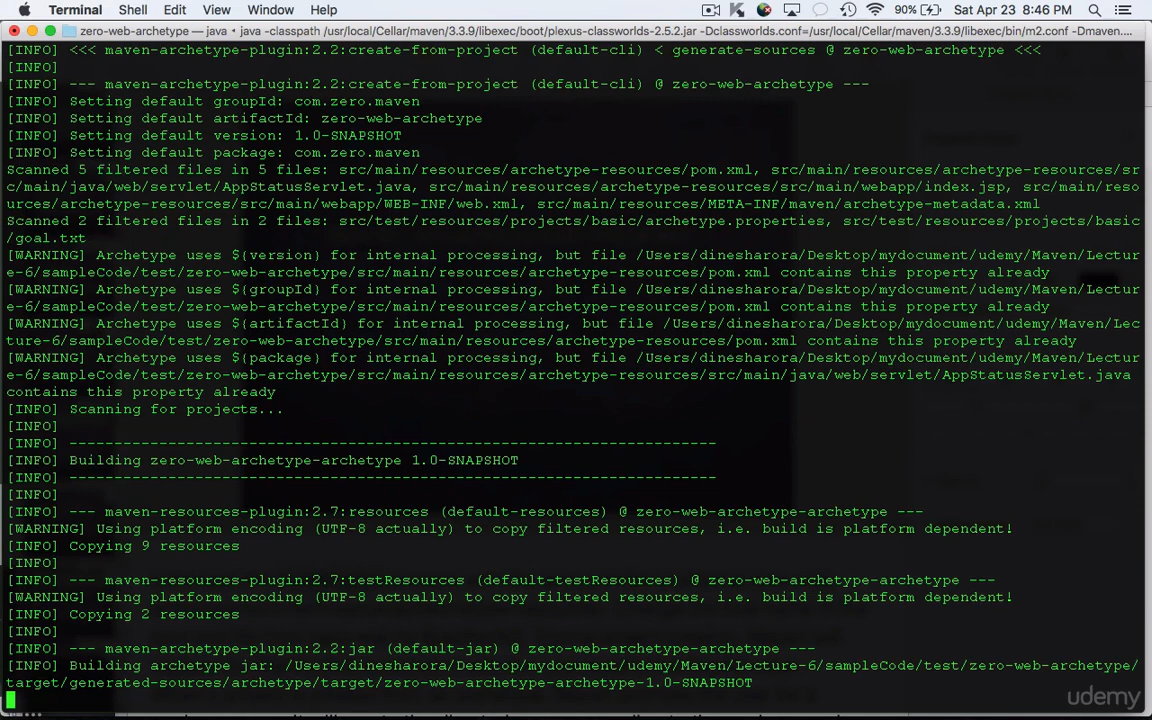 Terminal Shell Edit View Window Help 90% Sat Apr 23 8:46 PM
zero-web-archetype — java • java -classpath /usr/local/Cellar/maven/3.3.9/libexec/boot/plexus-classworlds-2.5.2.jar -Dclassworlds.conf=/usr/local/Cellar/maven/3.3.9/libexec/bin/m2.conf -Dmaven....
[INFO] <<< maven-archetype-plugin:2.2:create-from-project (default-cli) < generate-sources @ zero-web-archetype <<<
[INFO]
[INFO] --- maven-archetype-plugin:2.2:create-from-project (default-cli) @ zero-web-archetype ---
[INFO] Setting default groupId: com.zero.maven
[INFO] Setting default artifactId: zero-web-archetype
[INFO] Setting default version: 1.0-SNAPSHOT
[INFO] Setting default package: com.zero.maven
Scanned 5 filtered files in 5 files: src/main/resources/archetype-resources/pom.xml, src/main/resources/archetype-resources/sr
c/main/java/web/servlet/AppStatusServlet.java, src/main/resources/archetype-resources/src/main/webapp/index.jsp, src/main/reso
urces/archetype-resources/src/main/webapp/WEB-INF/web.xml, src/main/resources/META-INF/maven/archetype-metadata.xml
Scanned 2 filtered files in 2 files: src/test/resources/projects/basic/archetype.properties, src/test/resources/projects/basic
/goal.txt
[WARNING] Archetype uses ${version} for internal processing, but file /Users/dinesharora/Desktop/mydocument/udemy/Maven/Lectur
e-6/sampleCode/test/zero-web-archetype/src/main/resources/archetype-resources/pom.xml contains this property already
[WARNING] Archetype uses ${groupId} for internal processing, but file /Users/dinesharora/Desktop/mydocument/udemy/Maven/Lectur
e-6/sampleCode/test/zero-web-archetype/src/main/resources/archetype-resources/pom.xml contains this property already
[WARNING] Archetype uses ${artifactId} for internal processing, but file /Users/dinesharora/Desktop/mydocument/udemy/Maven/Lec
ture-6/sampleCode/test/zero-web-archetype/src/main/resources/archetype-resources/pom.xml contains this property already
[WARNING] Archetype uses ${package} for internal processing, but file /Users/dinesharora/Desktop/mydocument/udemy/Maven/Lectur
e-6/sampleCode/test/zero-web-archetype/src/main/resources/archetype-resources/src/main/java/web/servlet/AppStatusServlet.java
contains this property already
[INFO] Scanning for projects...
[INFO]
[INFO] ------------------------------------------------------------------------
[INFO] Building zero-web-archetype-archetype 1.0-SNAPSHOT
[INFO] ------------------------------------------------------------------------
[INFO]
[INFO] --- maven-resources-plugin:2.7:resources (default-resources) @ zero-web-archetype-archetype ---
[WARNING] Using platform encoding (UTF-8 actually) to copy filtered resources, i.e. build is platform dependent!
[INFO] Copying 9 resources
[INFO]
[INFO] --- maven-resources-plugin:2.7:testResources (default-testResources) @ zero-web-archetype-archetype ---
[WARNING] Using platform encoding (UTF-8 actually) to copy filtered resources, i.e. build is platform dependent!
[INFO] Copying 2 resources
[INFO]
[INFO] --- maven-archetype-plugin:2.2:jar (default-jar) @ zero-web-archetype-archetype ---
[INFO] Building archetype jar: /Users/dinesharora/Desktop/mydocument/udemy/Maven/Lecture-6/sampleCode/test/zero-web-archetype/
target/generated-sources/archetype/target/zero-web-archetype-archetype-1.0-SNAPSHOT
udemy